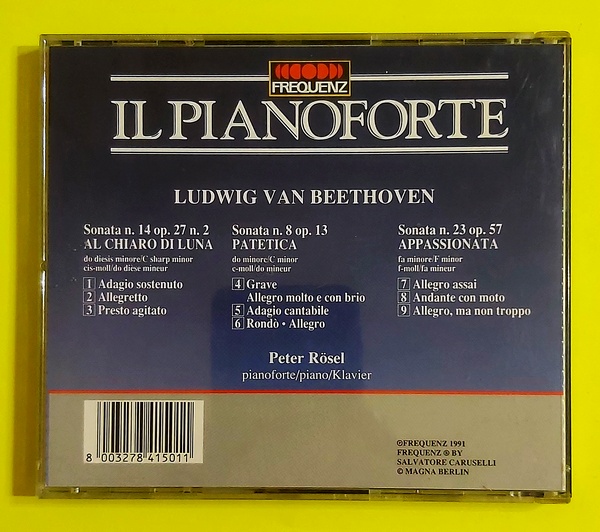 FREQUENZ
IL PIANOFORTE
LUDWIG VAN BEETHOVEN
Sonata n. 14 op. 27 n. 2
AL CHIARO DI LUNA
do diesis minore/C sharp minor
cis-moll/do diese mineur
1 Adagio sostenuto
2 Allegretto
3 Presto agitato
Sonata n. 8 op. 13
PATETICA
do minore/C minor
c-moll/do mineur
4 Grave
Allegro molto e con brio
5 Adagio cantabile
6 Rondò • Allegro
Sonata n. 23 op. 57
APPASSIONATA
fa minore/F minor
f-moll/fa mineur
7 Allegro assai
8 Andante con moto
9 Allegro, ma non troppo
Peter Rösel
pianoforte/piano/Klavier
8 003278 415011
℗FREQUENZ 1991
FREQUENZ ® BY
SALVATORE CARUSELLI
© MAGNA BERLIN